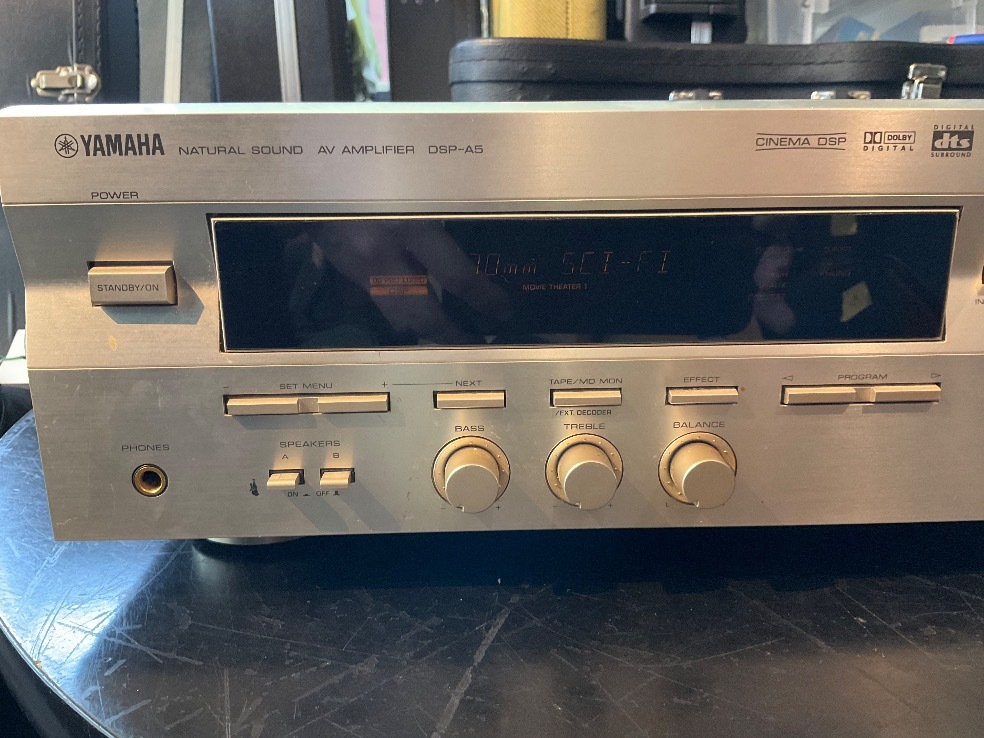 YAMAHA NATURAL SOUND AV AMPLIFIER DSP-A5
CINEMA DSP
DOLBY
DIGITAL
DIGITAL
dts
SURROUND
POWER
STANDBY/ON
70mm SCI-FI
DSP
MOVIE THEATER 1
- SET MENU +
NEXT
TAPE/MD MON
/EXT. DECODER
EFFECT
PROGRAM
PHONES
SPEAKERS
A B
ON OFF
BASS
- +
TREBLE
- +
BALANCE
L